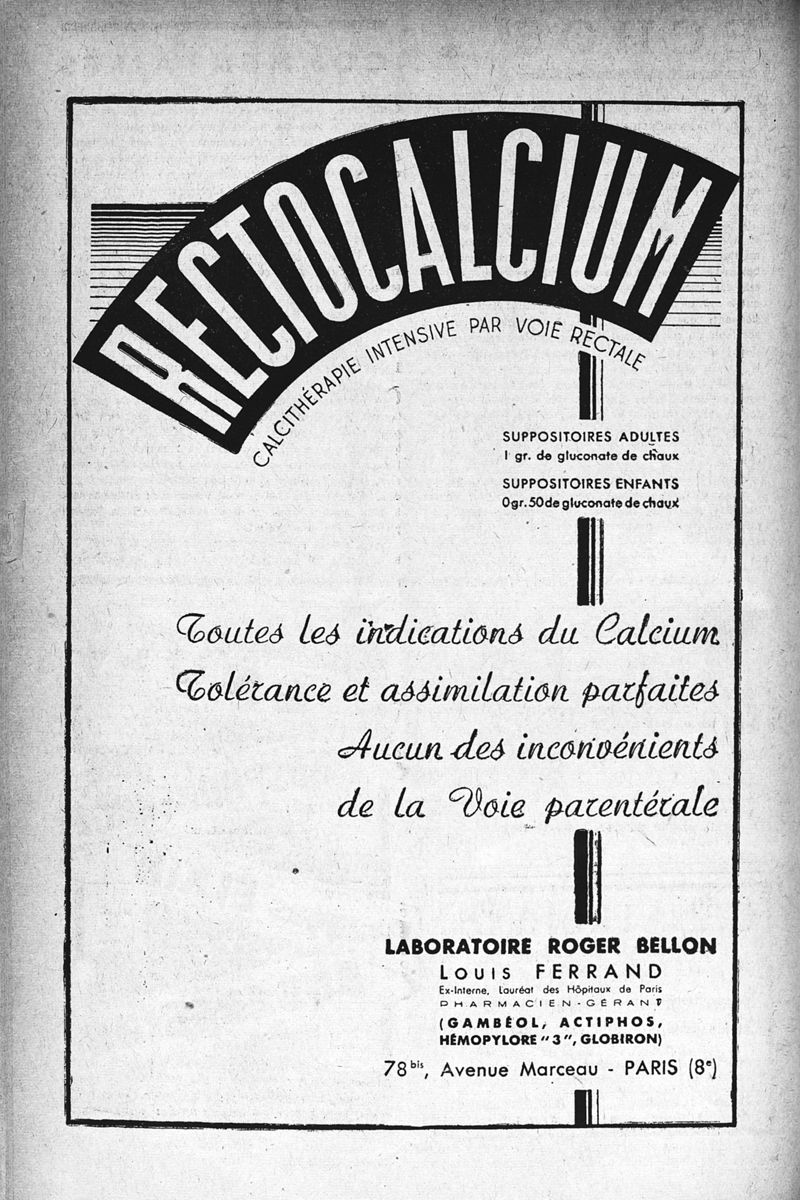 RECTOCALCIUM
CALCITHÉRAPIE INTENSIVE PAR VOIE RECTALE
SUPPOSITOIRES ADULTES
1 gr. de gluconate de chaux
SUPPOSITOIRES ENFANTS
0gr.50 de gluconate de chaux
Toutes les indications du Calcium
Tolérance et assimilation parfaites
Aucun des inconvénients
de la Voie parentérale
LABORATOIRE ROGER BELLON
LOUIS FERRAND
Ex-Interne, Lauréat des Hôpitaux de Paris
PHARMACIEN-GÉRANT
(GAMBÉOL, ACTIPHOS,
HÉMOPYLORE "3", GLOBIRON)
78 bis, Avenue Marceau - PARIS (8e)